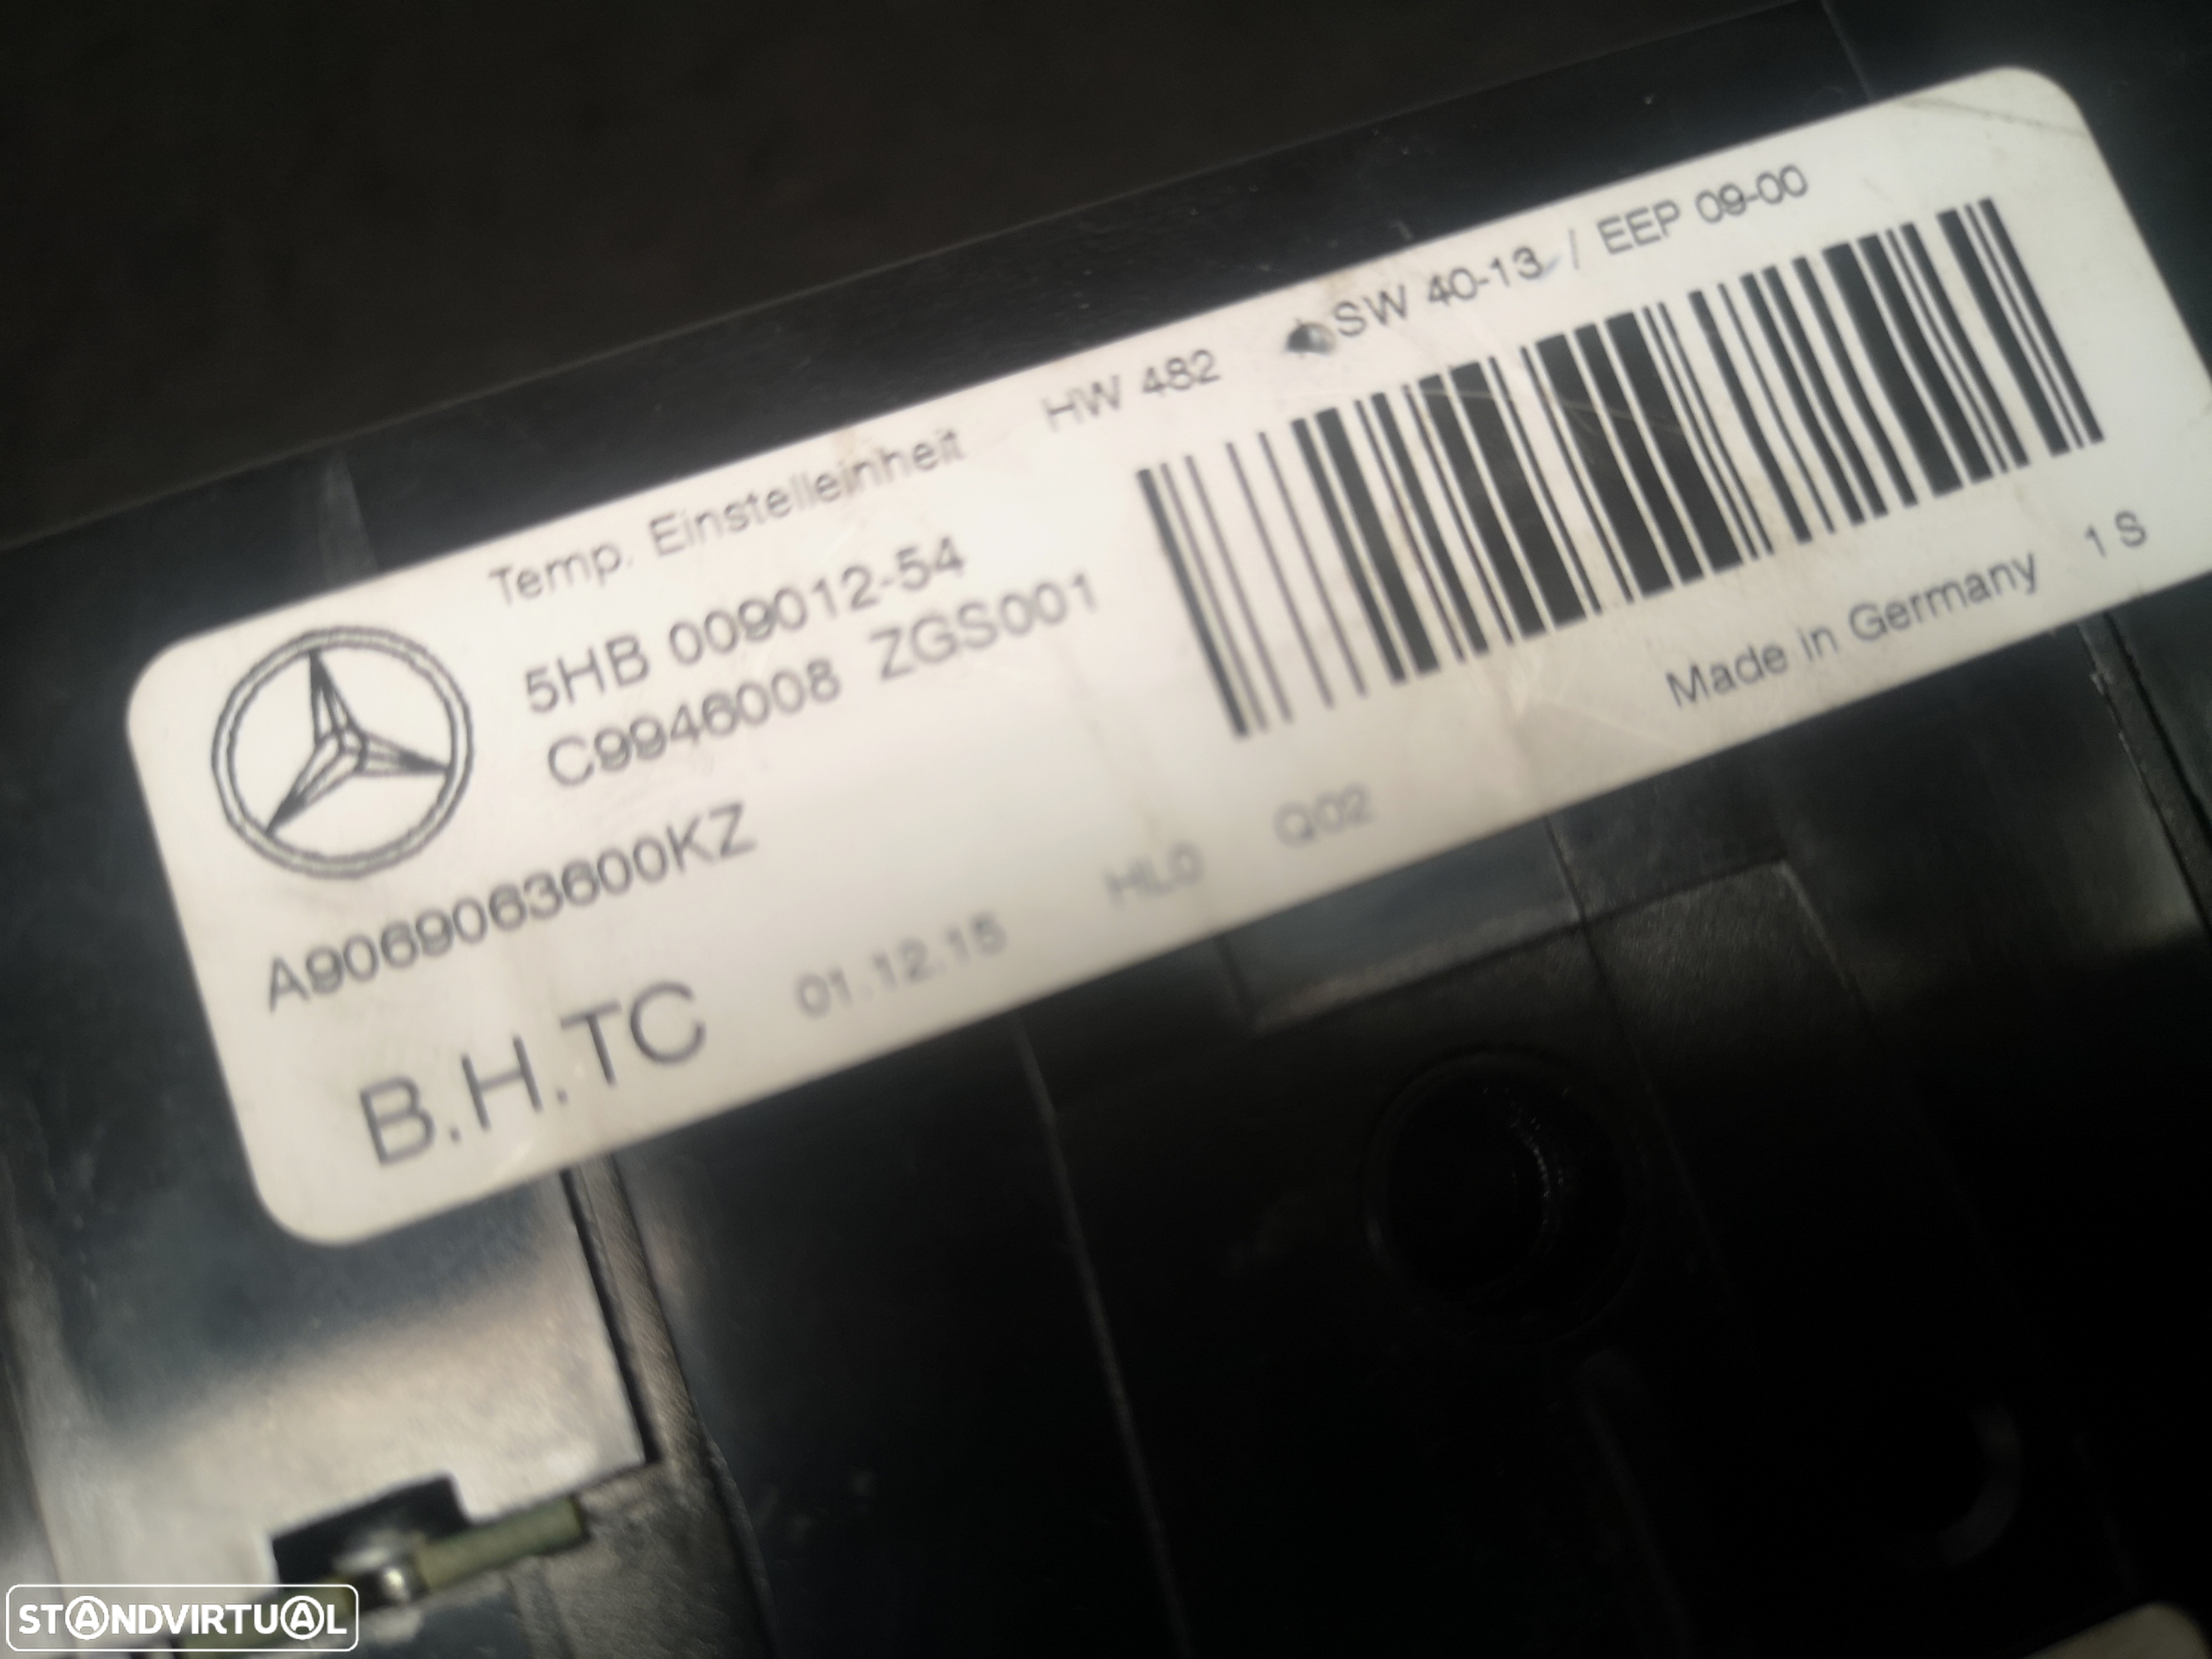 Temp. Einstelleinheit HW 482 SW 40-13 / EEP 09-00
5HB 009012-54
C9946008 ZGS001
A9069063600KZ
Made in Germany 1 S
B.H.TC 01.12.15 HL0 Q02
STANDVIRTUAL